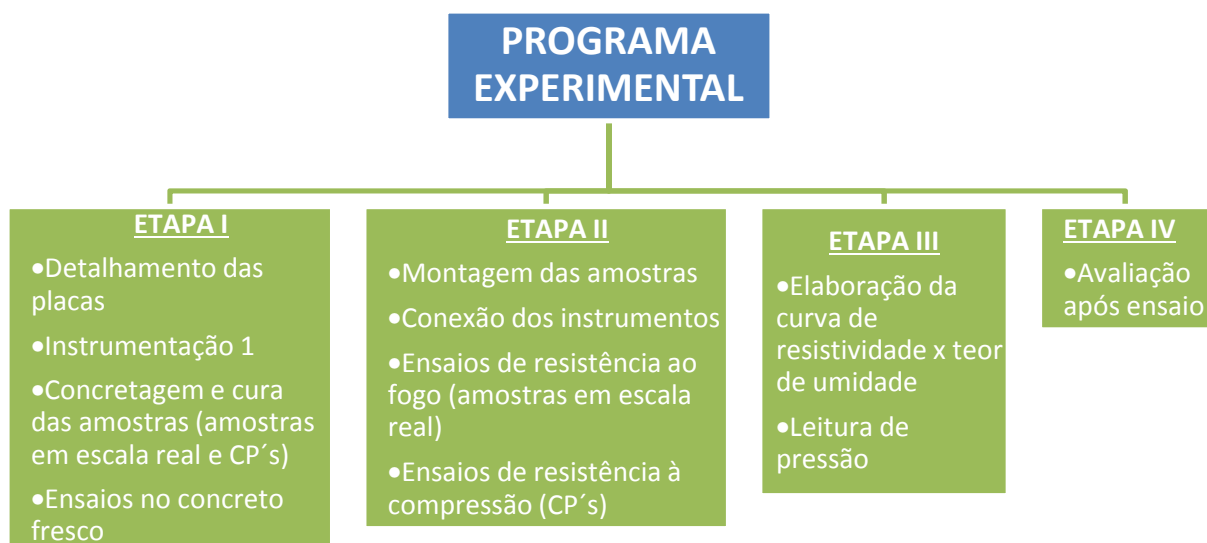 PROGRAMA
EXPERIMENTAL
ETAPA I
•Detalhamento das
placas
•Instrumentação 1
•Concretagem e cura
das amostras (amostras
em escala real e CP´s)
•Ensaios no concreto
fresco
ETAPA II
•Montagem das amostras
•Conexão dos instrumentos
•Ensaios de resistência ao
fogo (amostras em escala
real)
•Ensaios de resistência à
compressão (CP´s)
ETAPA III
•Elaboração da
curva de
resistividade x teor
de umidade
•Leitura de
pressão
ETAPA IV
•Avaliação
após ensaio